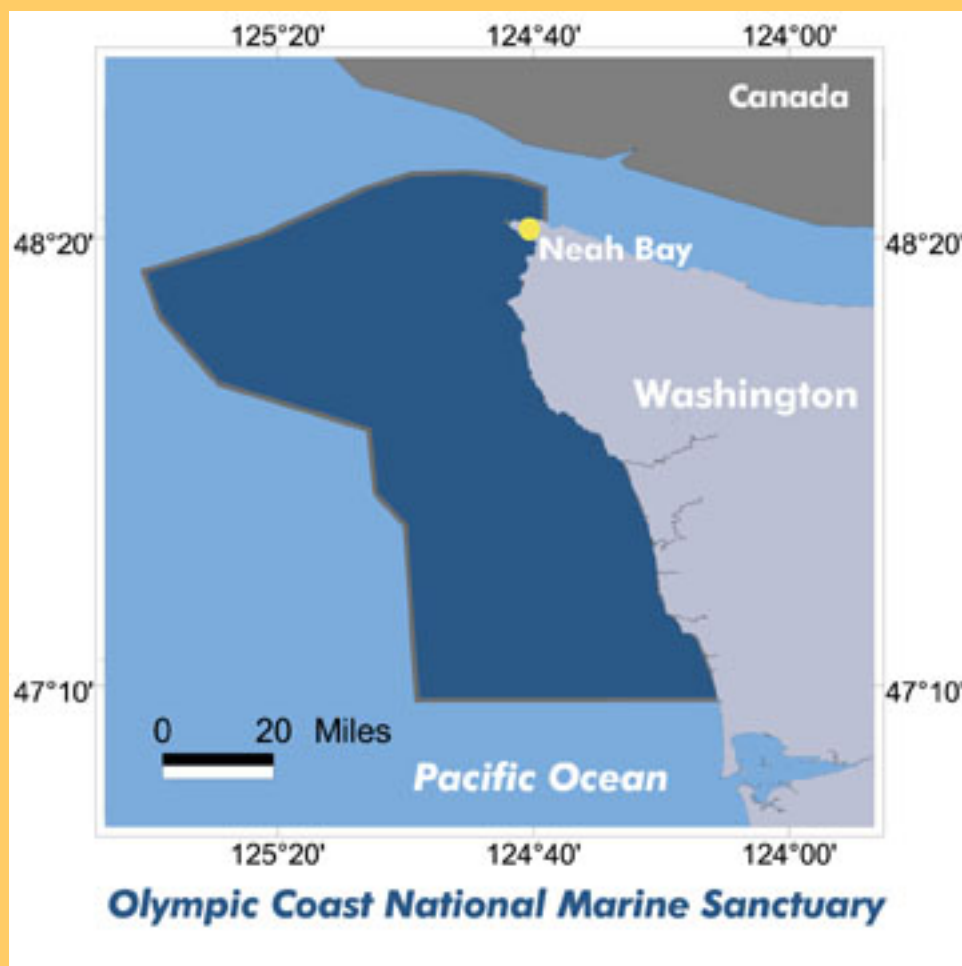 125°20' 124°40' 124°00'
Canada
48°20' 48°20'
Neah Bay
Washington
47°10' 47°10'
0 20 Miles
Pacific Ocean
125°20' 124°40' 124°00'
Olympic Coast National Marine Sanctuary